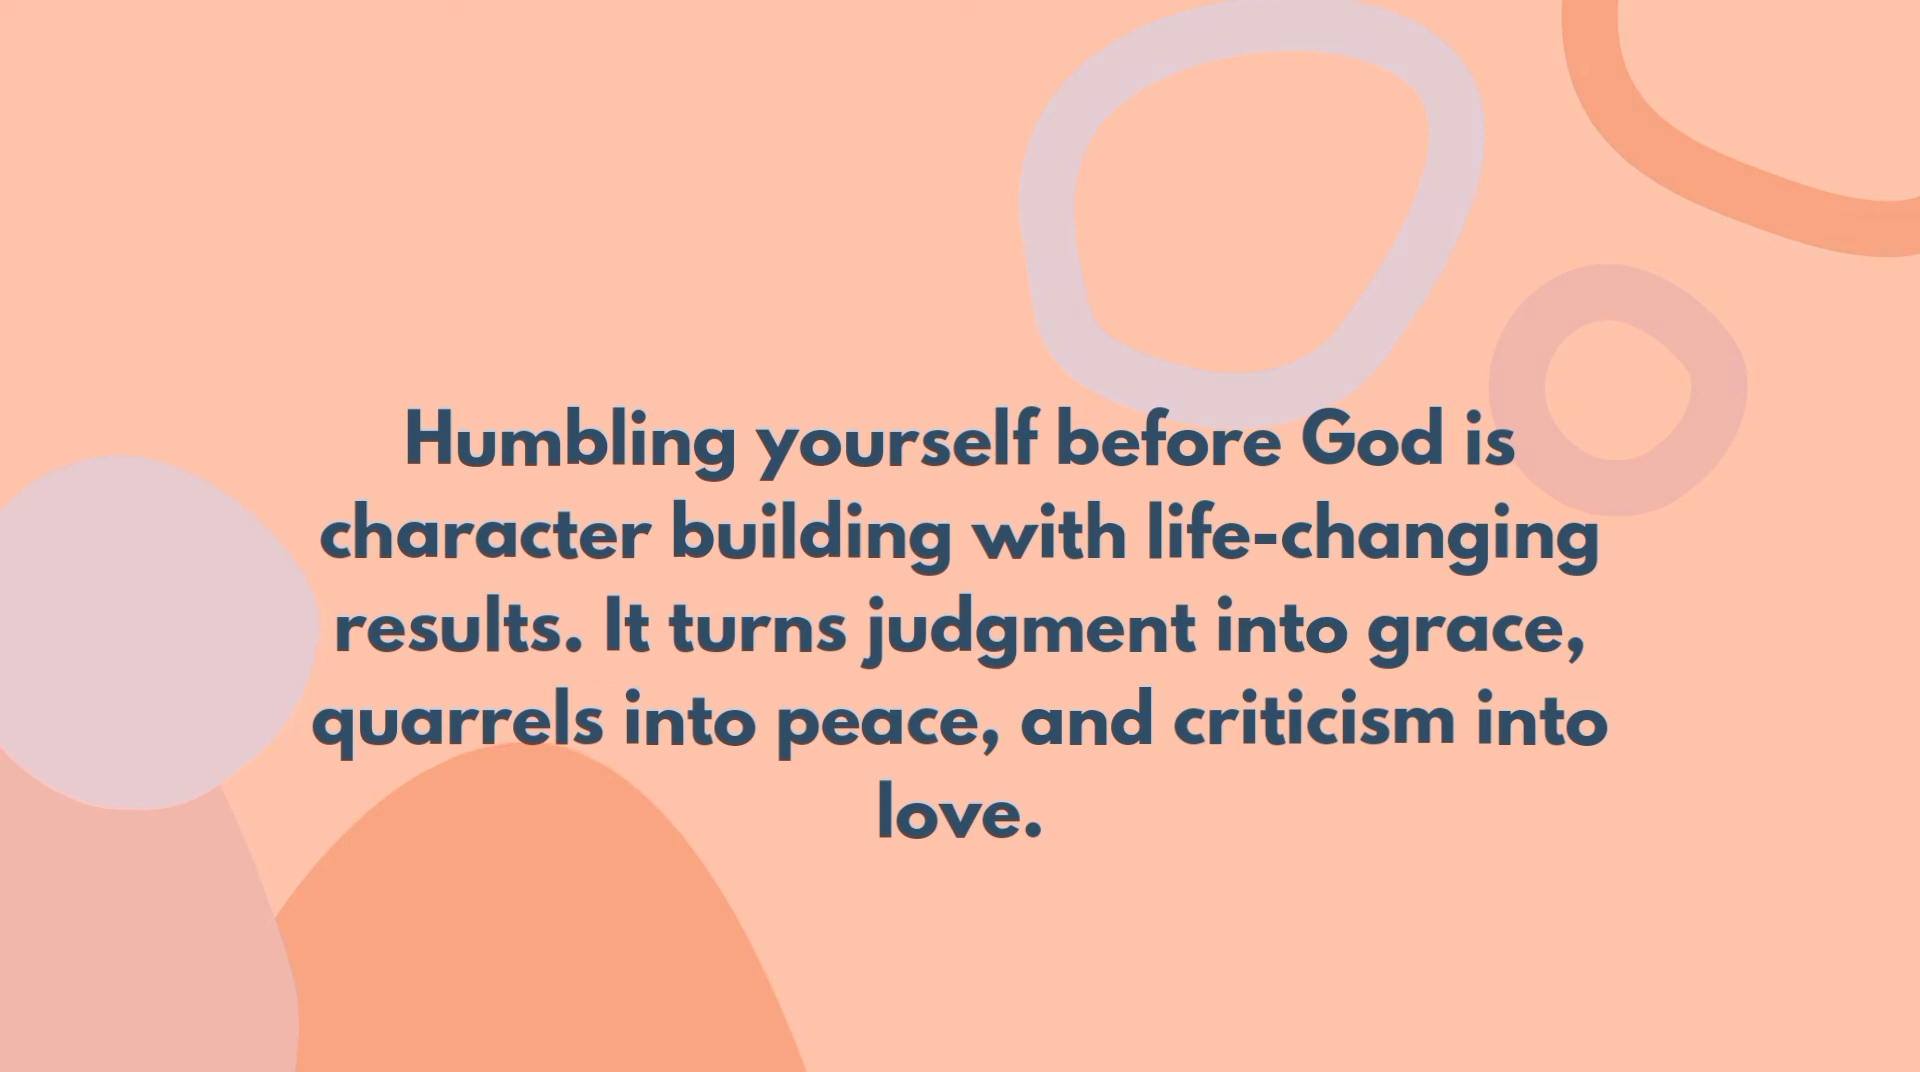 Humbling yourself before God is
character building with life-changing
results. It turns judgment into grace,
quarrels into peace, and criticism into
love.